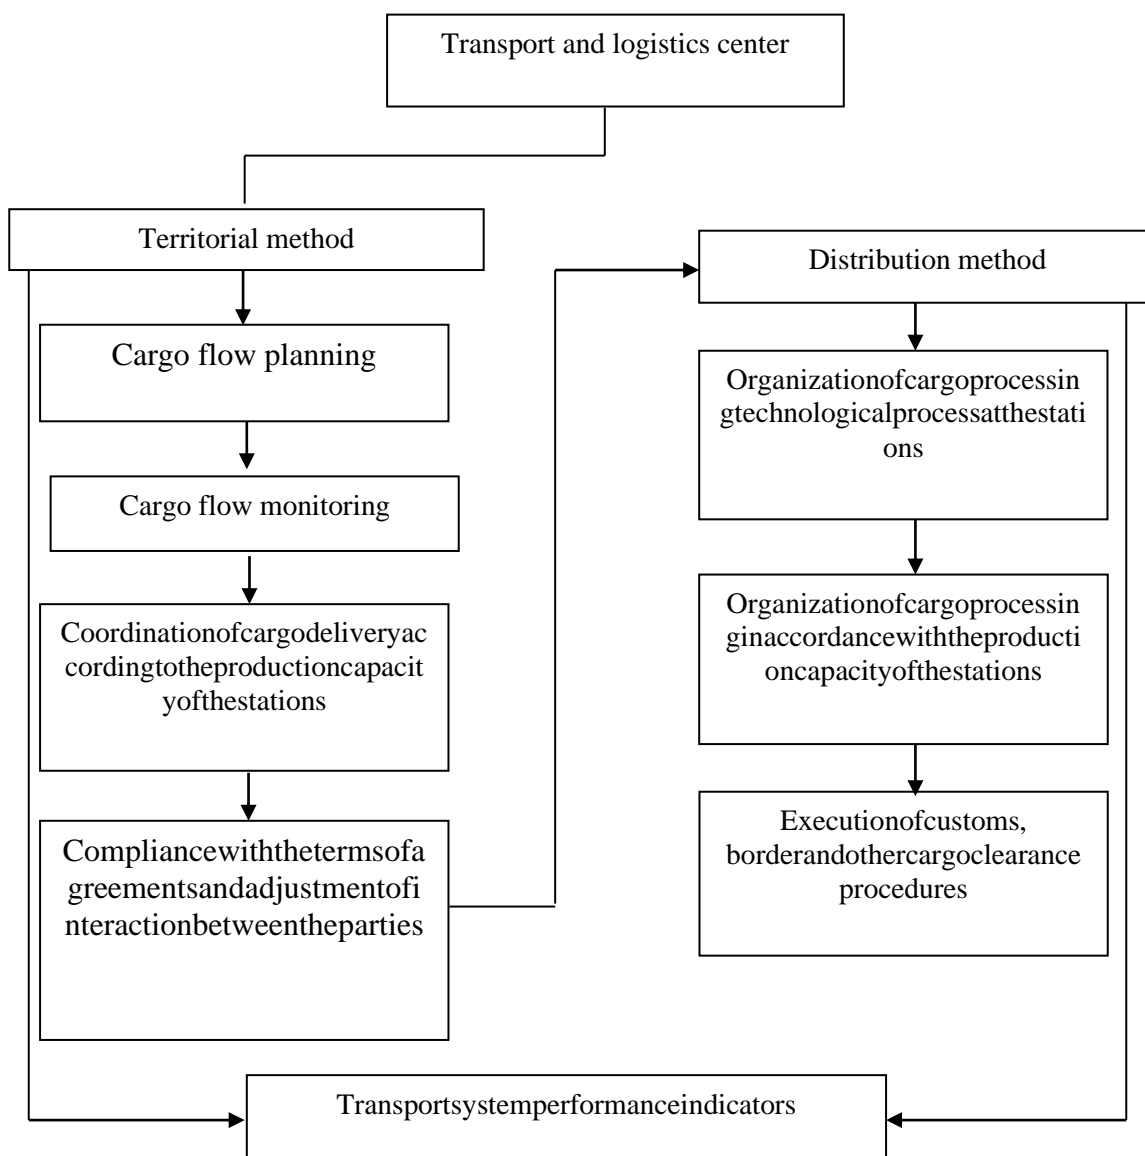 Transport and logistics center
Territorial method
Cargo flow planning
Cargo flow monitoring
Coordinationofcargodeliveryac
cordingtotheproductioncapacit
yofthestations
Compliancewiththetermsofa
greementsandadjustmentofi
nteractionbetweentheparties
Distribution method
Organizationofcargoprocessin
gtechnologicalprocessatthestati
ons
Organizationofcargoprocessin
ginaccordancewiththeproducti
oncapacityofthestations
Executionofcustoms,
borderandothercargoclearance
procedures
Transportsystemperformanceindicators